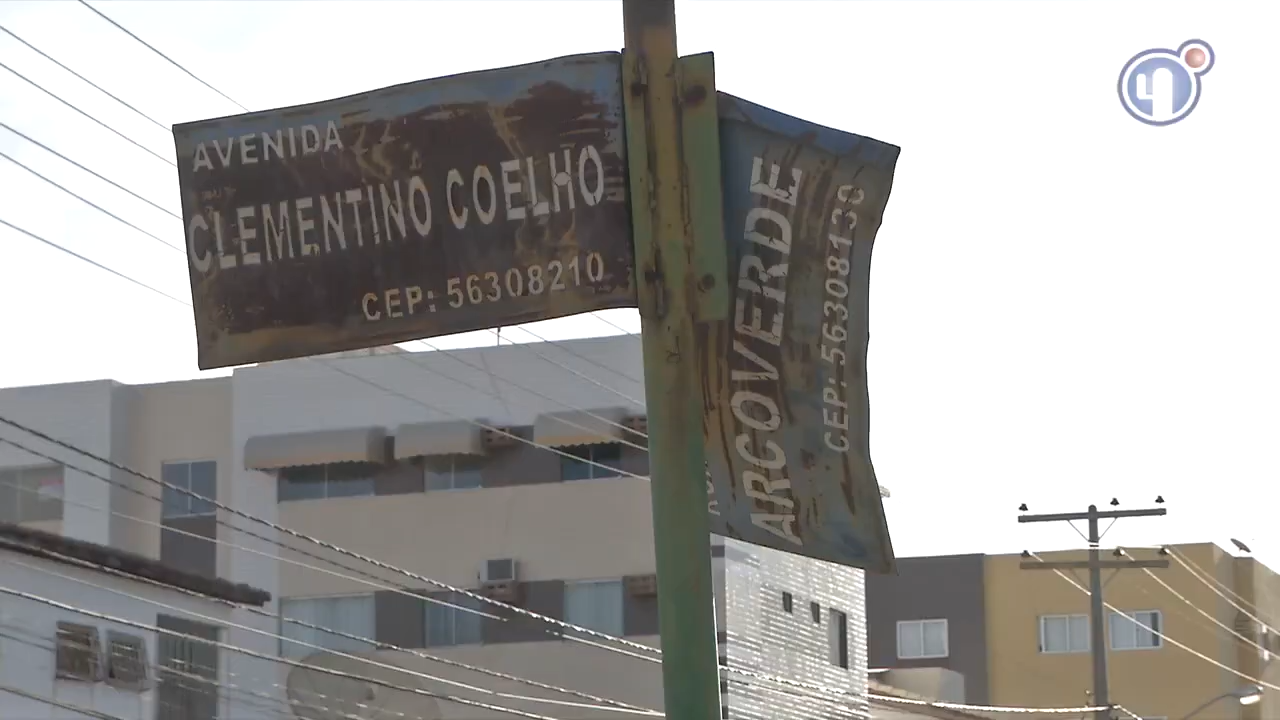 AVENIDA
CLEMENTINO COELHO
CEP: 56308210
ARCOVERDE
CEP: 56308130